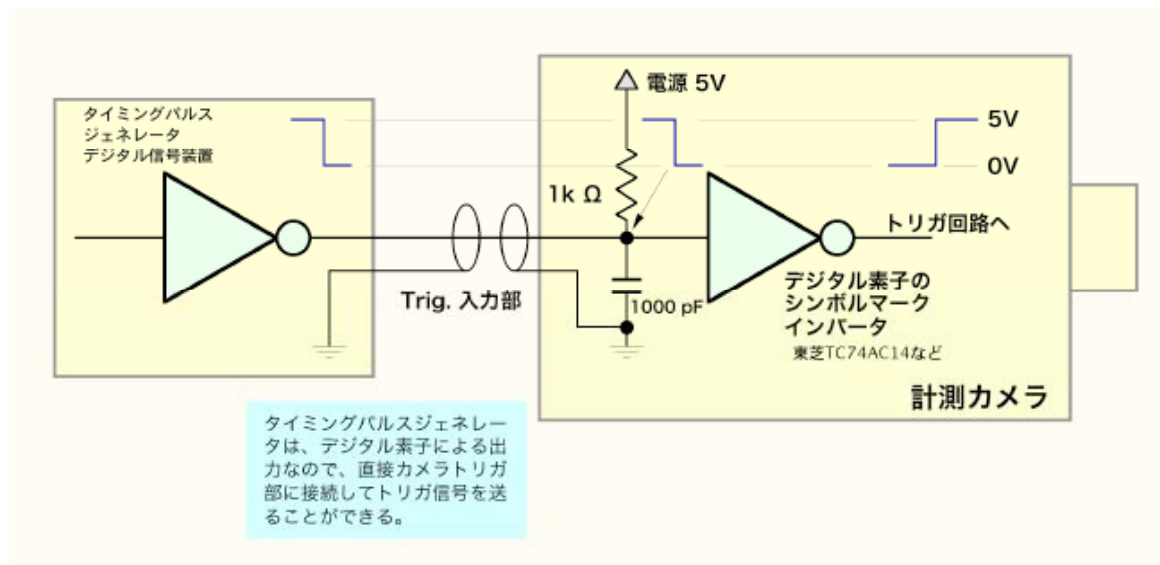 タイミングパルス
ジェネレータ
デジタル信号装置
電源 5V
5V
0V
1k Ω
トリガ回路へ
Trig. 入力部
1000 pF
デジタル素子の
シンボルマーク
インバータ
東芝TC74AC14など
計測カメラ
タイミングパルスジェネレー
タは、デジタル素子による出
力なので、直接カメラトリガ
部に接続してトリガ信号を送
ることができる。